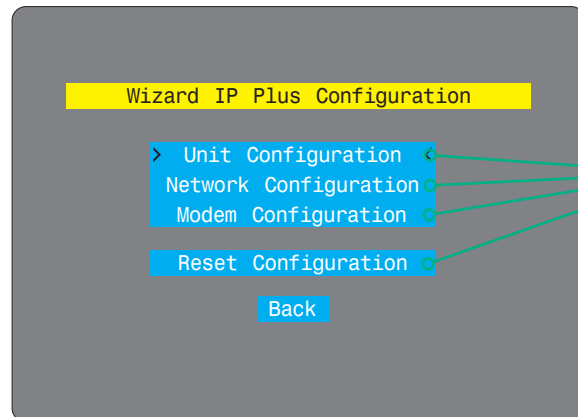 Wizard IP Plus Configuration
> Unit Configuration <
Network Configuration
Modem Configuration
Reset Configuration
Back